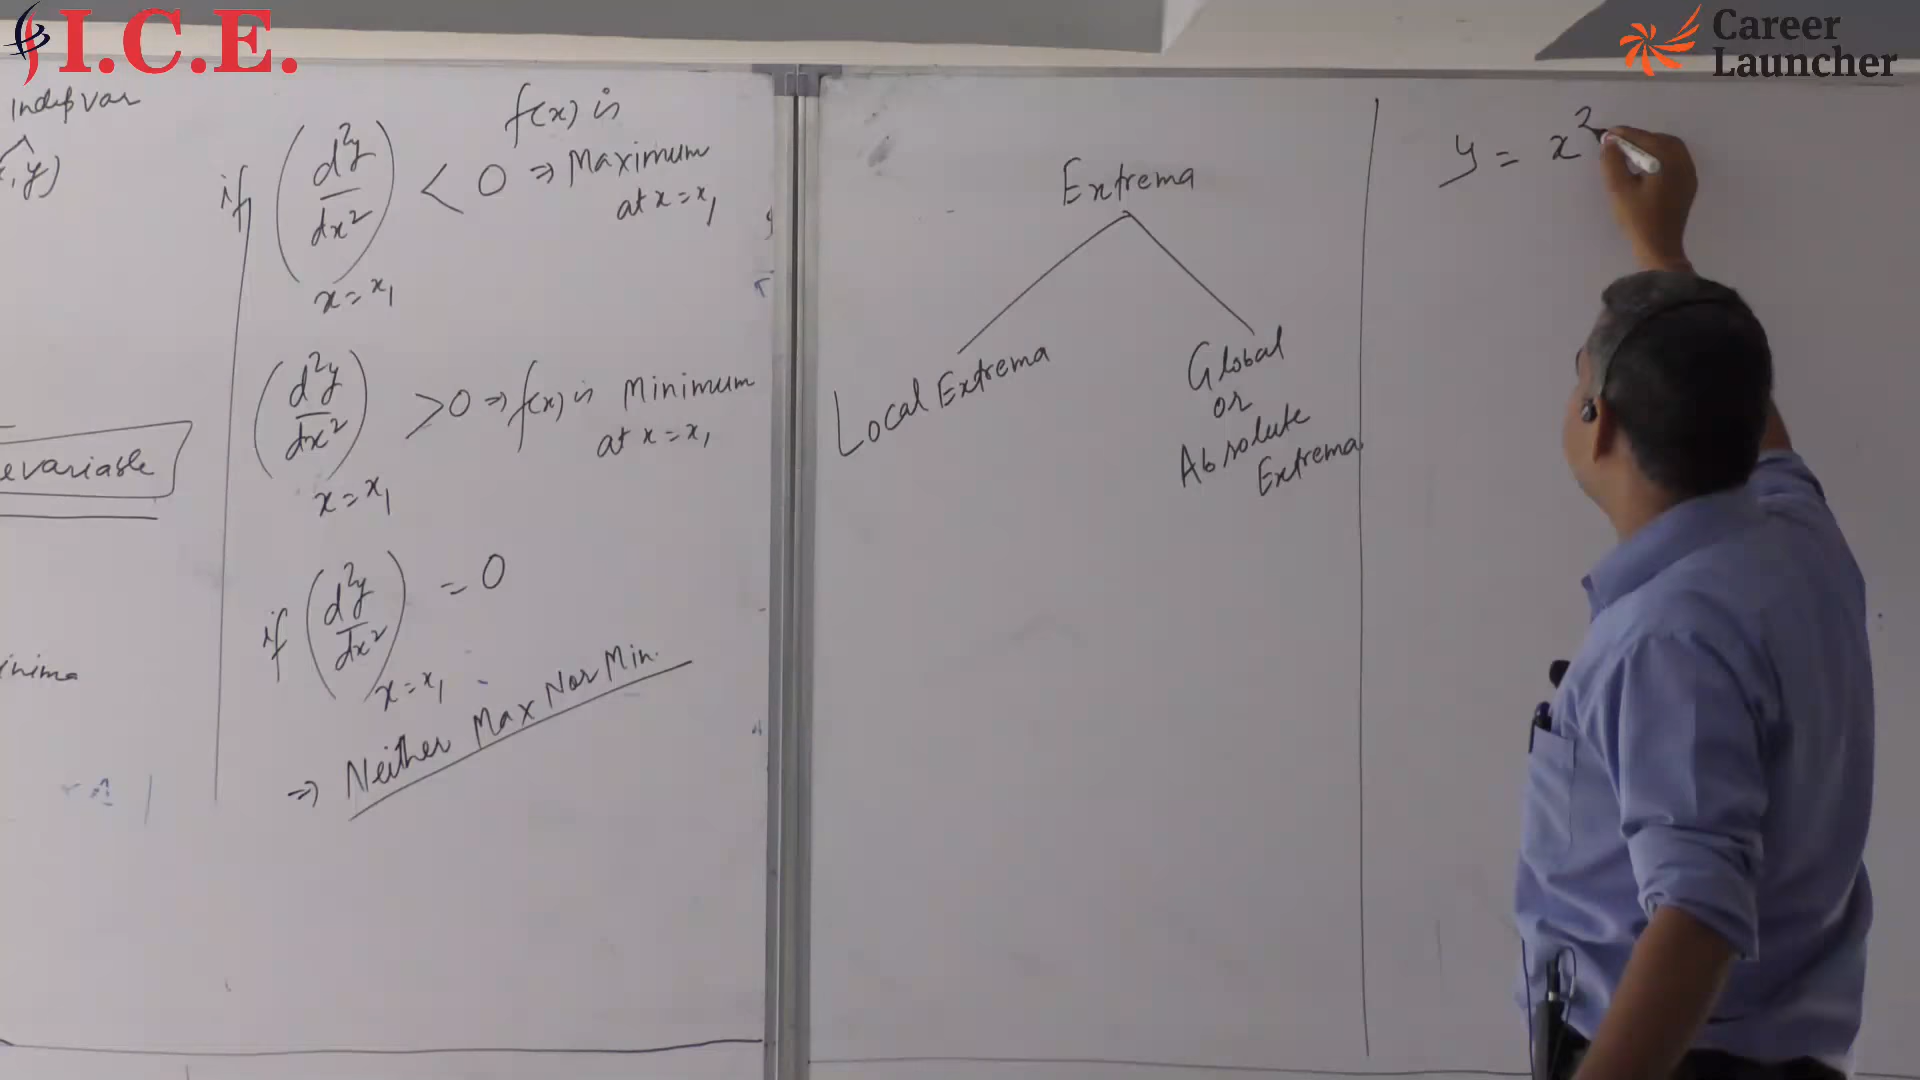 I.C.E.
Career
Launcher
Indep var
, y)
evariable
inima
if (d²y/dx²) < 0 ⇒ f(x) is Maximum
x = x₁
at x = x₁
(d²y/dx²) > 0 ⇒ f(x) is Minimum
x = x₁
at x = x₁
if (d²y/dx²) = 0
x = x₁
⇒ Neither Max Nor Min.
Extrema
Local Extrema
Global
or
Absolute
Extrema
y = x²